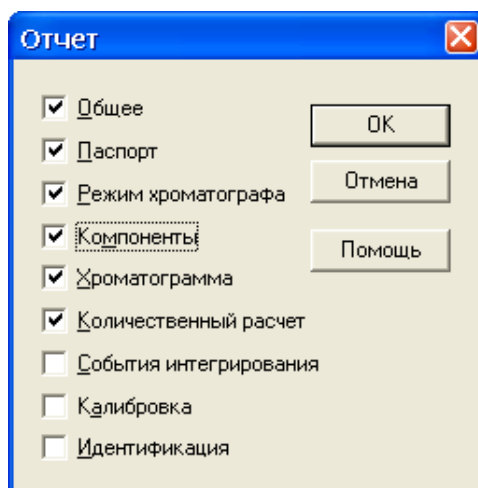 Отчет
Общее
Паспорт
Режим хроматографа
Компоненты
Хроматограмма
Количественный расчет
События интегрирования
Калибровка
Идентификация
OK
Отмена
Помощь